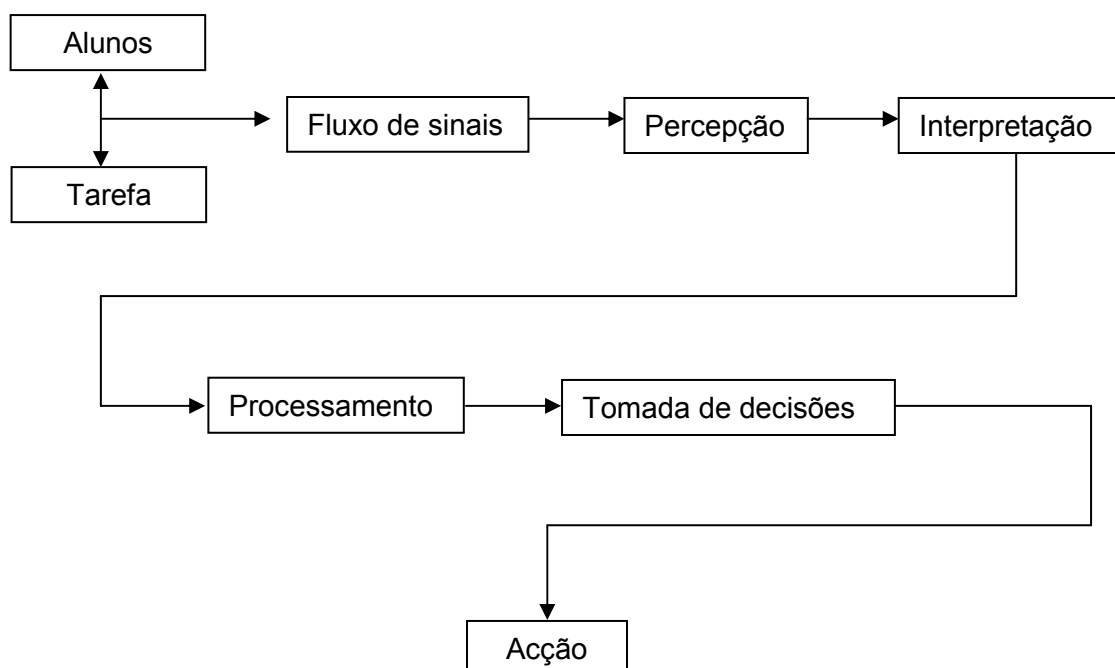 Alunos
Fluxo de sinais
Percepção
Interpretação
Tarefa
Processamento
Tomada de decisões
Acção